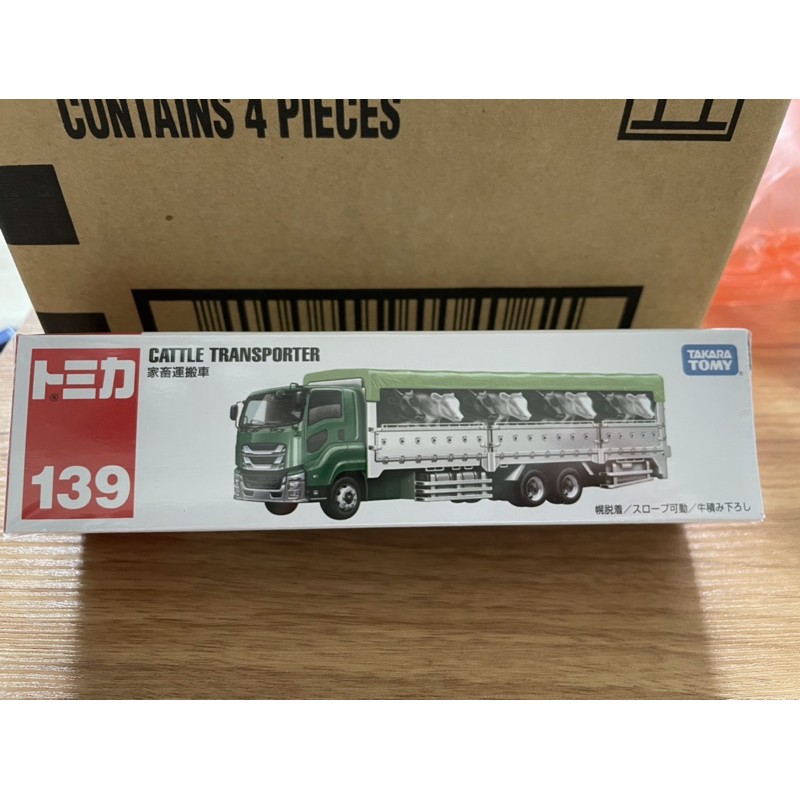 CONTAINS 4 PIECES
トミカ®
139
CATTLE TRANSPORTER
家畜運搬車
TAKARA
TOMY
幌脱着/スロープ可動/牛積み下ろし